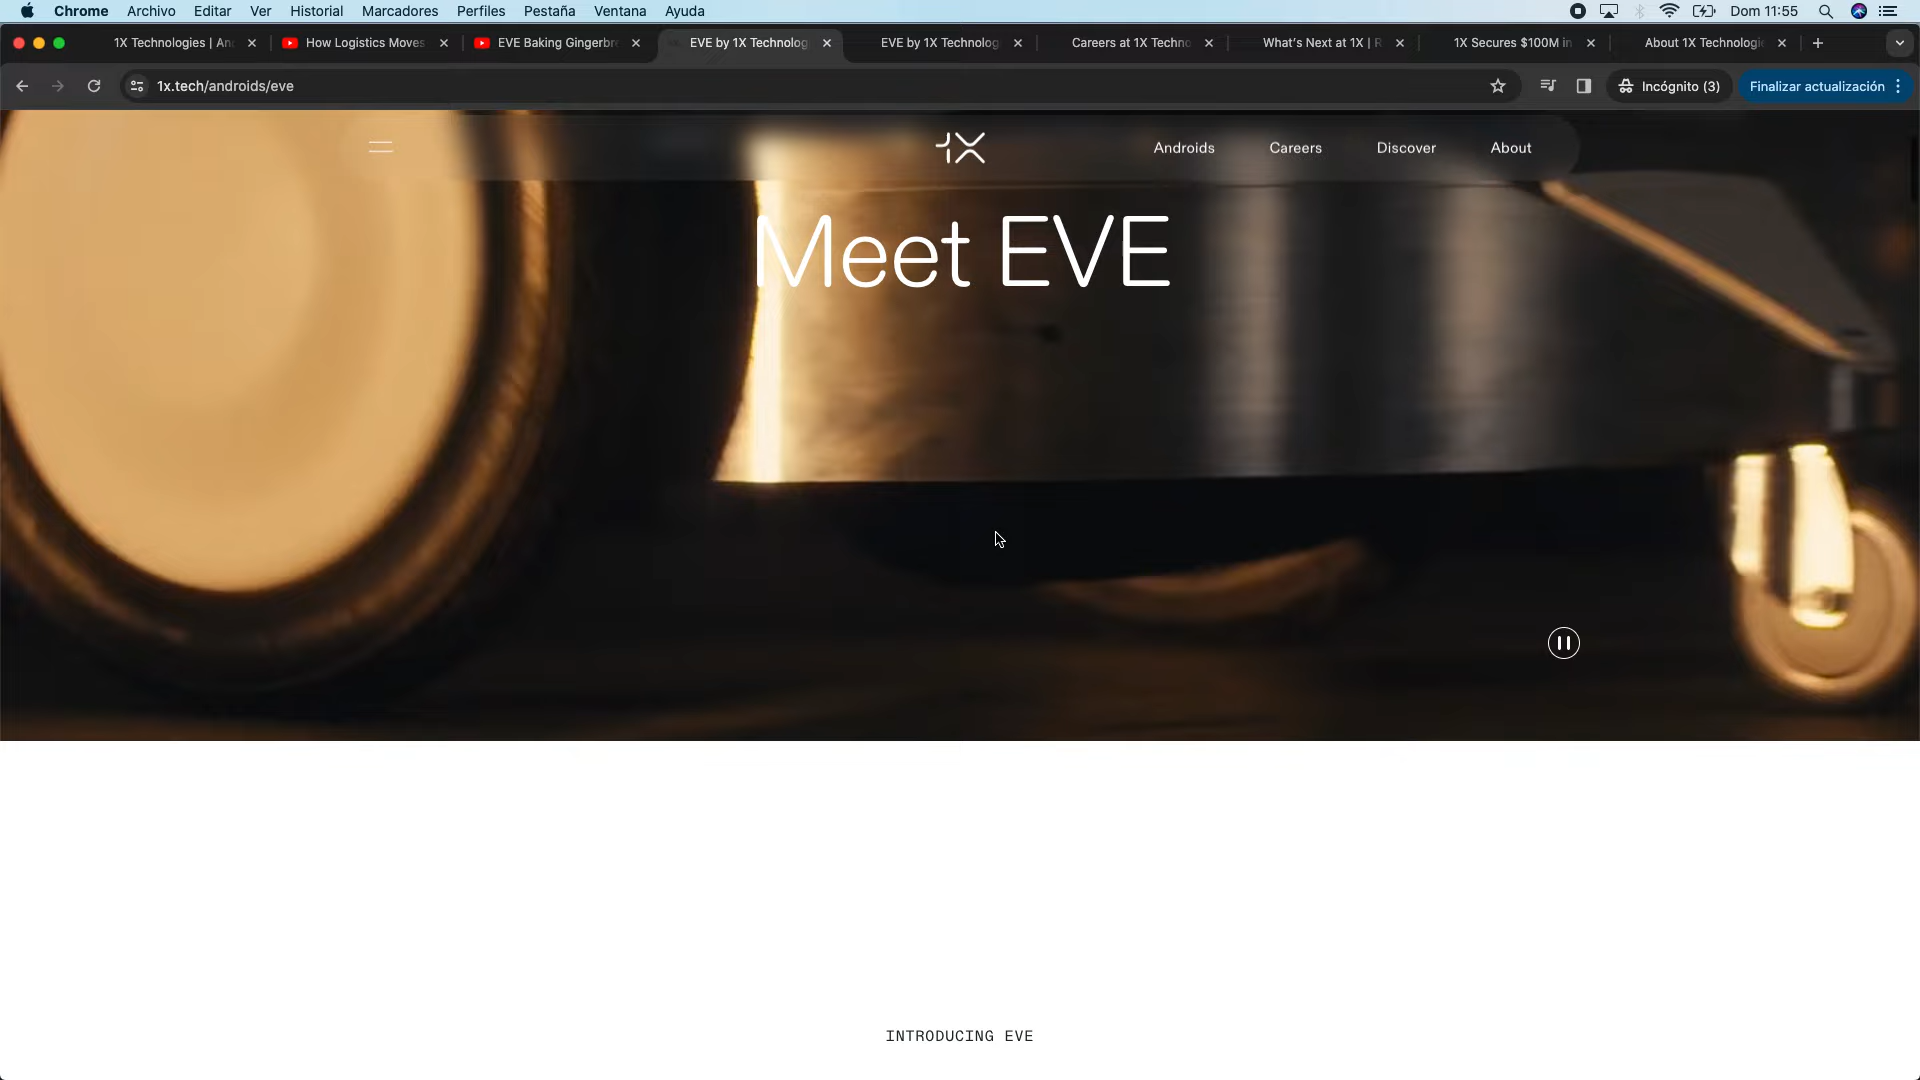 Chrome Archivo Editar Ver Historial Marcadores Perfiles Pestaña Ventana Ayuda Dom 11:55
1X Technologies | An How Logistics Moves EVE Baking Gingerbr EVE by 1X Technolog EVE by 1X Technolog Careers at 1X Techno What's Next at 1X | R 1X Secures $100M in About 1X Technologi
1x.tech/androids/eve Incógnito (3) Finalizar actualización
1X Androids Careers Discover About
Meet EVE
INTRODUCING EVE